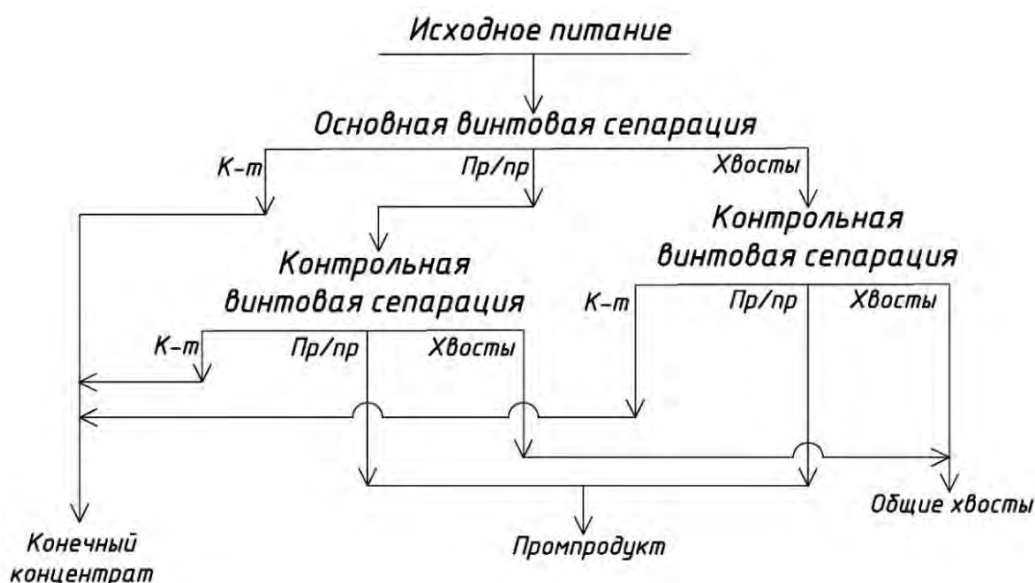 Исходное питание
Основная винтовая сепарация
К-т
Пр/пр
Хвосты
Контрольная
винтовая сепарация
К-т
Пр/пр
Хвосты
Контрольная
винтовая сепарация
К-т
Пр/пр
Хвосты
Конечный
концентрат
Промпродукт
Общие хвосты